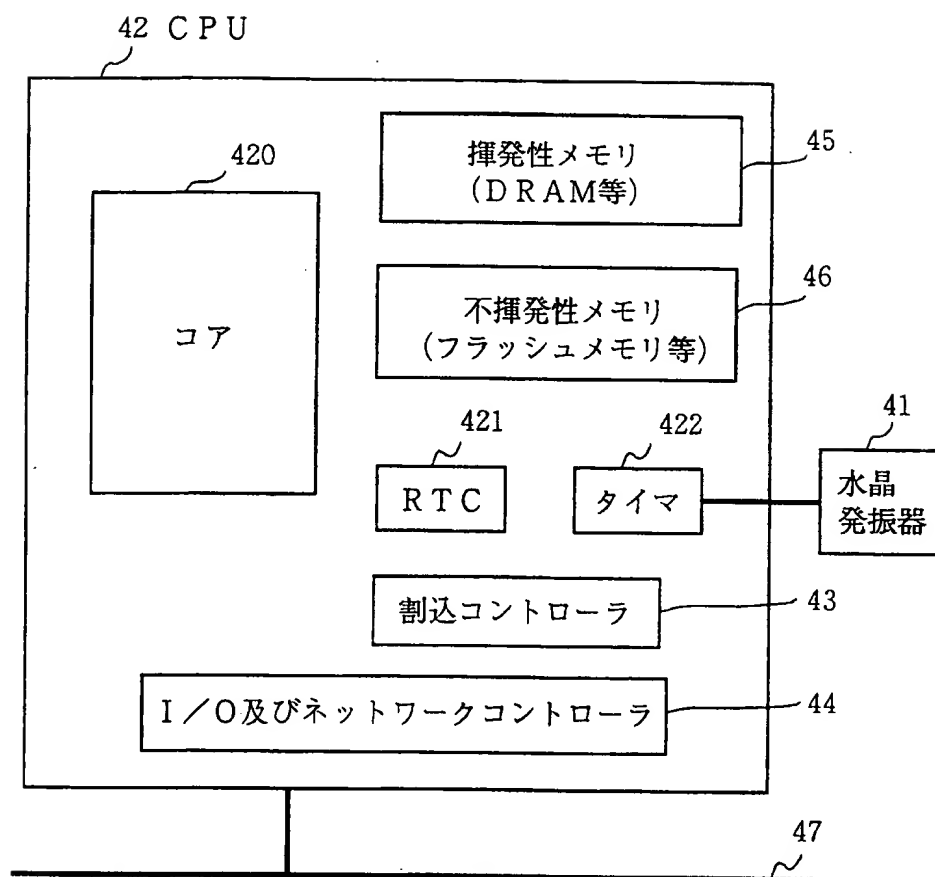 42 CPU
420
揮発性メモリ
(DRAM等)
45
コア
不揮発性メモリ
(フラッシュメモリ等)
46
421
RTC
422
タイマ
41
水晶
発振器
割込コントローラ
43
I/O及びネットワークコントローラ
44
47